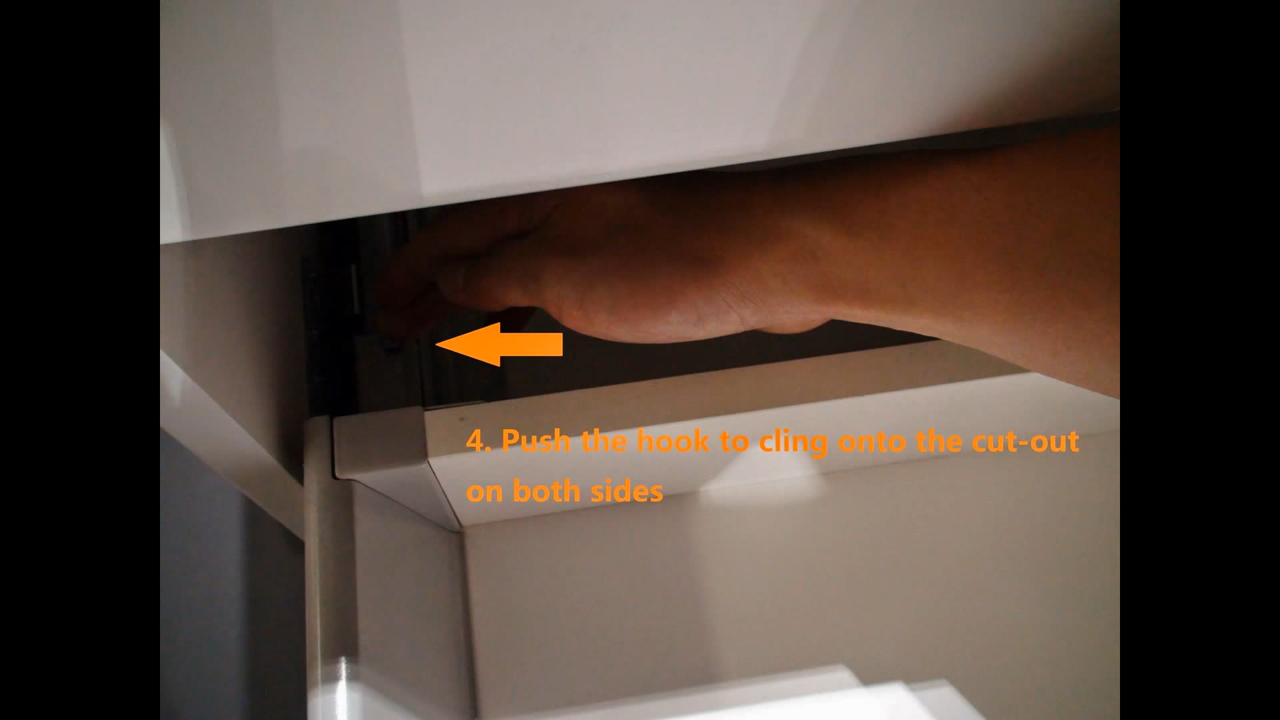 4. Push the hook to cling onto the cut-out
on both sides